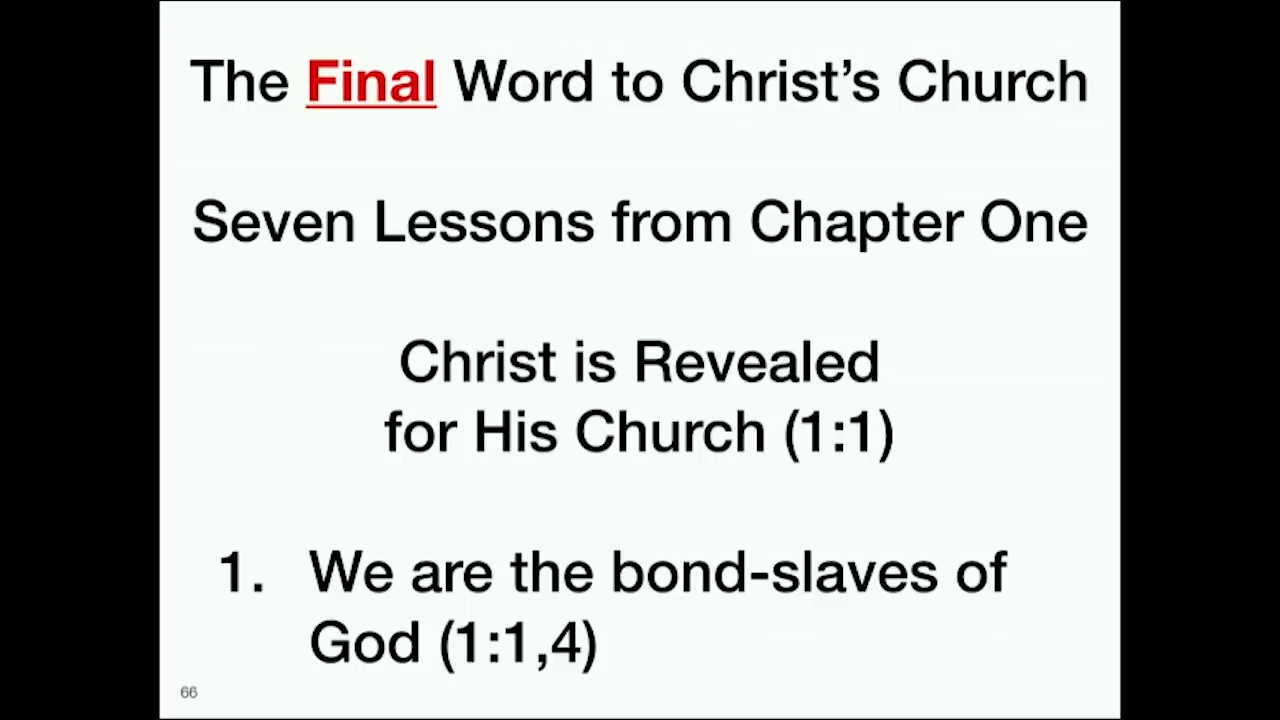 The Final Word to Christ’s Church
Seven Lessons from Chapter One
Christ is Revealed
for His Church (1:1)
1. We are the bond-slaves of
God (1:1,4)
66